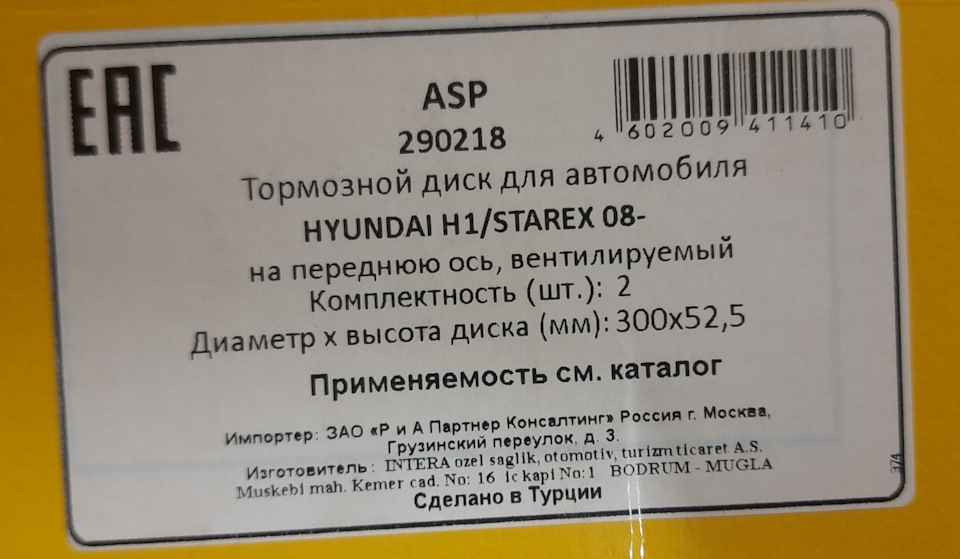 EAC
ASP
290218
4 602009 411410
Тормозной диск для автомобиля
HYUNDAI H1/STAREX 08-
на переднюю ось, вентилируемый
Комплектность (шт.): 2
Диаметр х высота диска (мм): 300x52,5
Применяемость см. каталог
Импортер: ЗАО «Р и А Партнер Консалтинг» Россия г. Москва,
Грузинский переулок, д. 3.
Изготовитель: INTERA ozel saglik, otomotiv, turizm ticaret A.S.
Muskebi mah. Kemer cad. No: 16 ic kapi No:1 BODRUM - MUGLA
Сделано в Турции
374